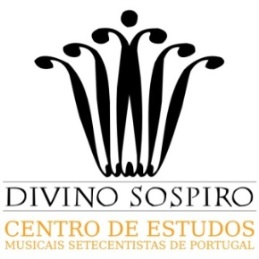 DIVINO SOSPIRO
CENTRO DE ESTUDOS
MUSICAIS SETECENTISTAS DE PORTUGAL